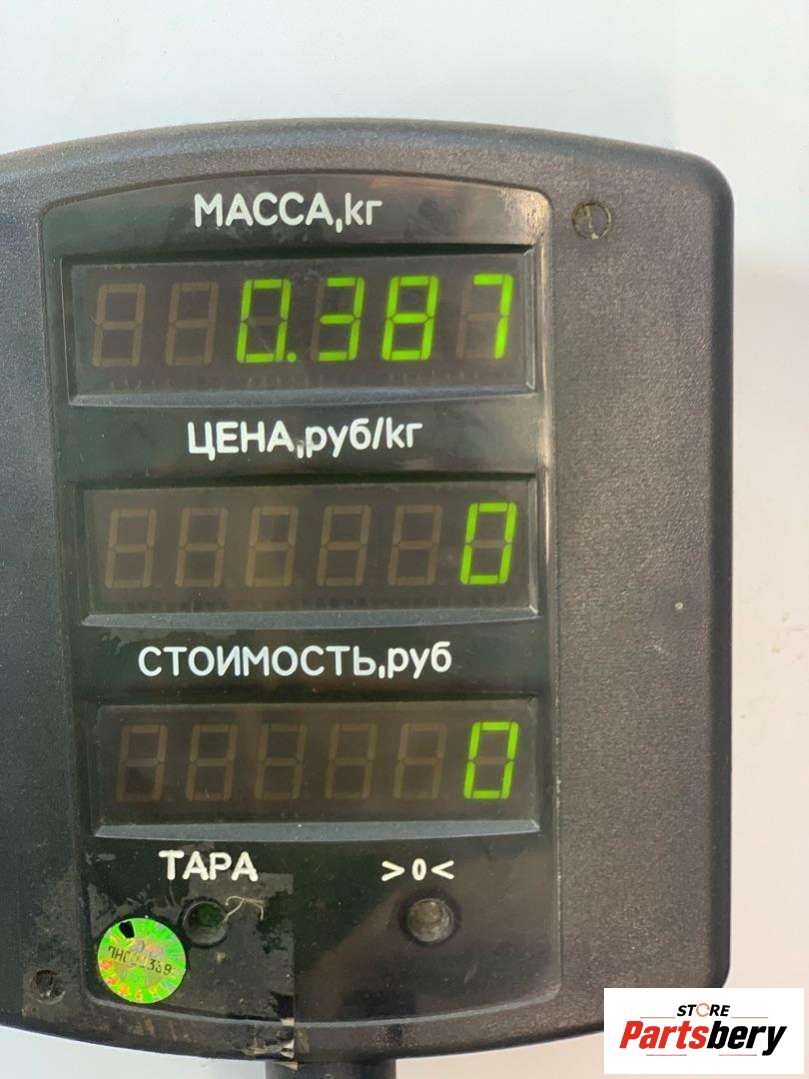 МАССА,кг
0.387
ЦЕНА,руб/кг
0
СТОИМОСТЬ,руб
0
ТАРА >0<
STORE
Partsbery